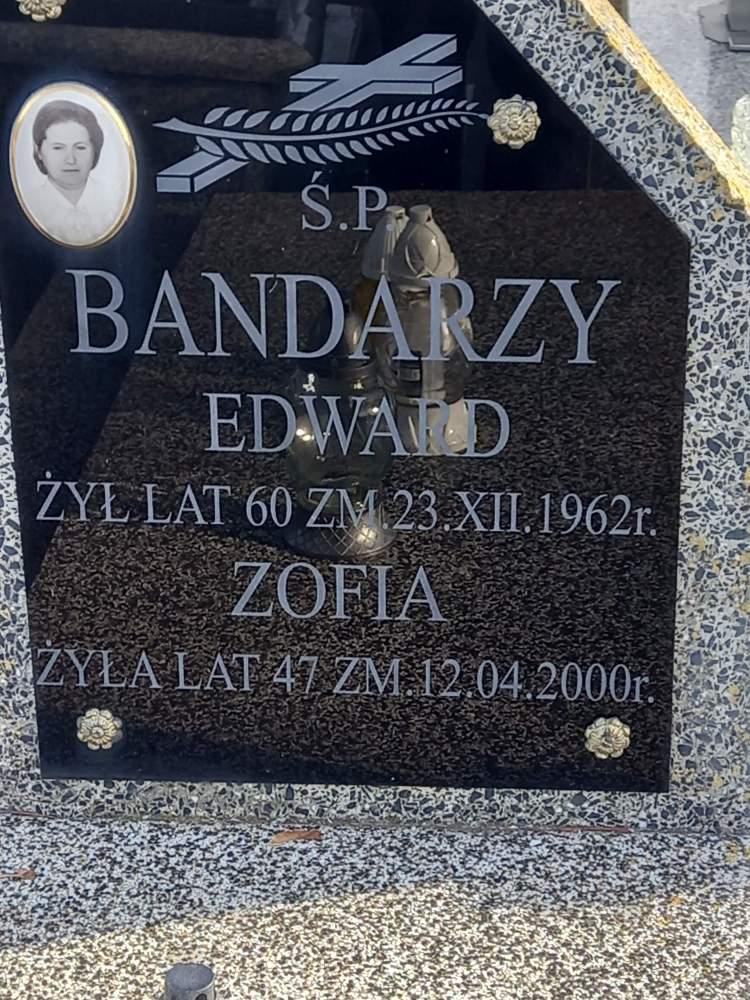 Ś.P.
BANDARZY
EDWARD
ŻYŁ LAT 60 ZM.23.XII.1962r.
ZOFIA
ŻYŁA LAT 47 ZM.12.04.2000r.